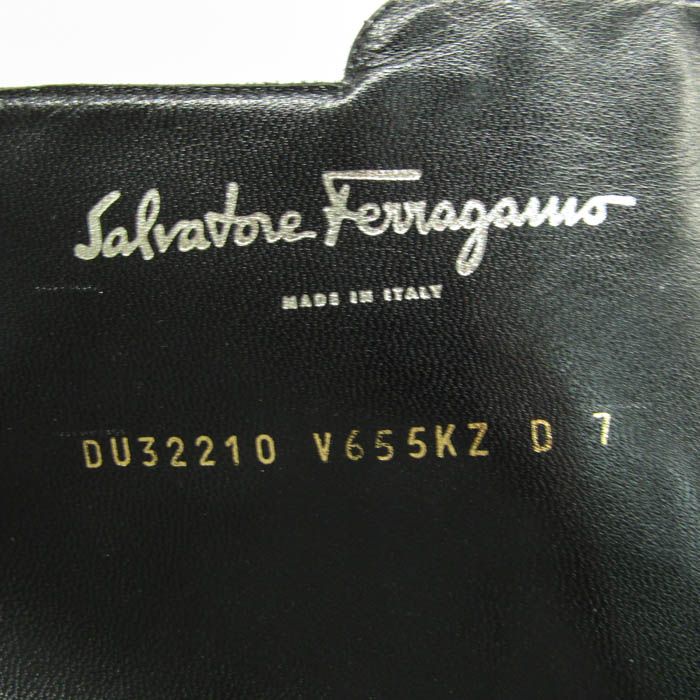 Salvatore Ferragamo
MADE IN ITALY
DU32210 V655KZ D 7